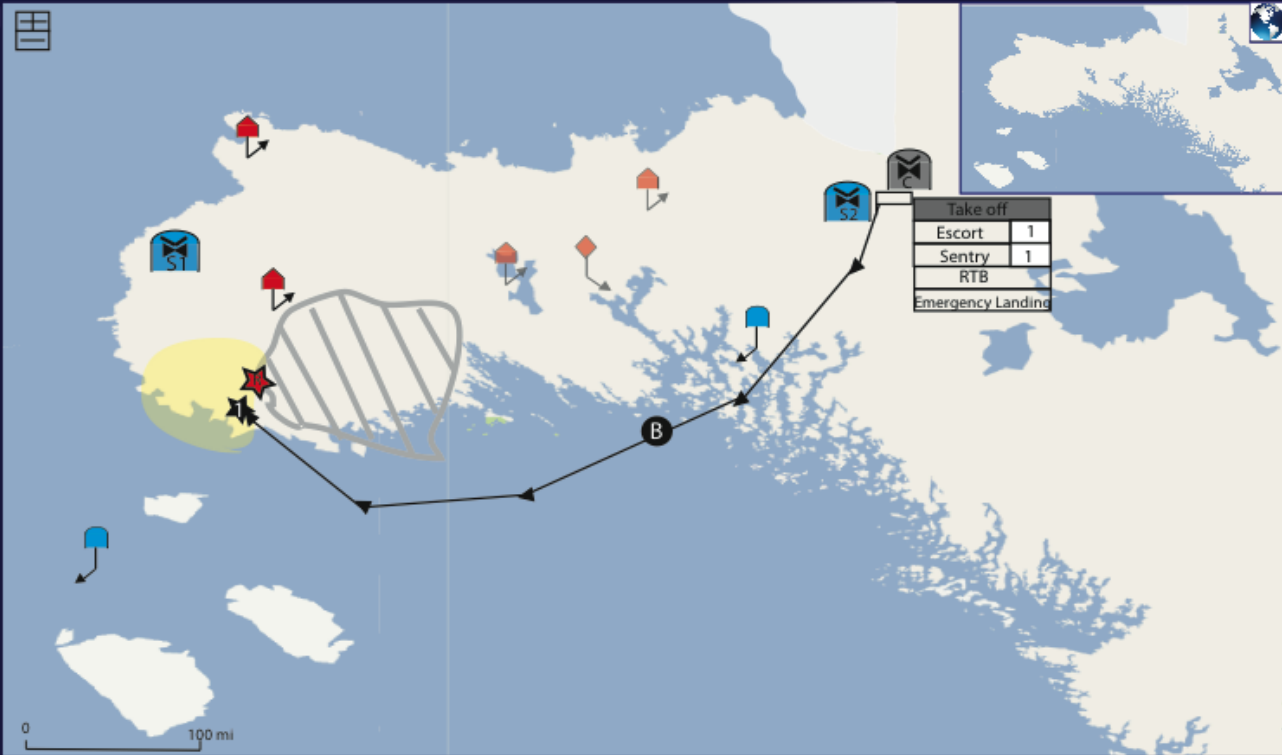 C
S2
Take off
Escort 1
Sentry 1
RTB
Emergency Landing
S1
1
B
0
100 mi